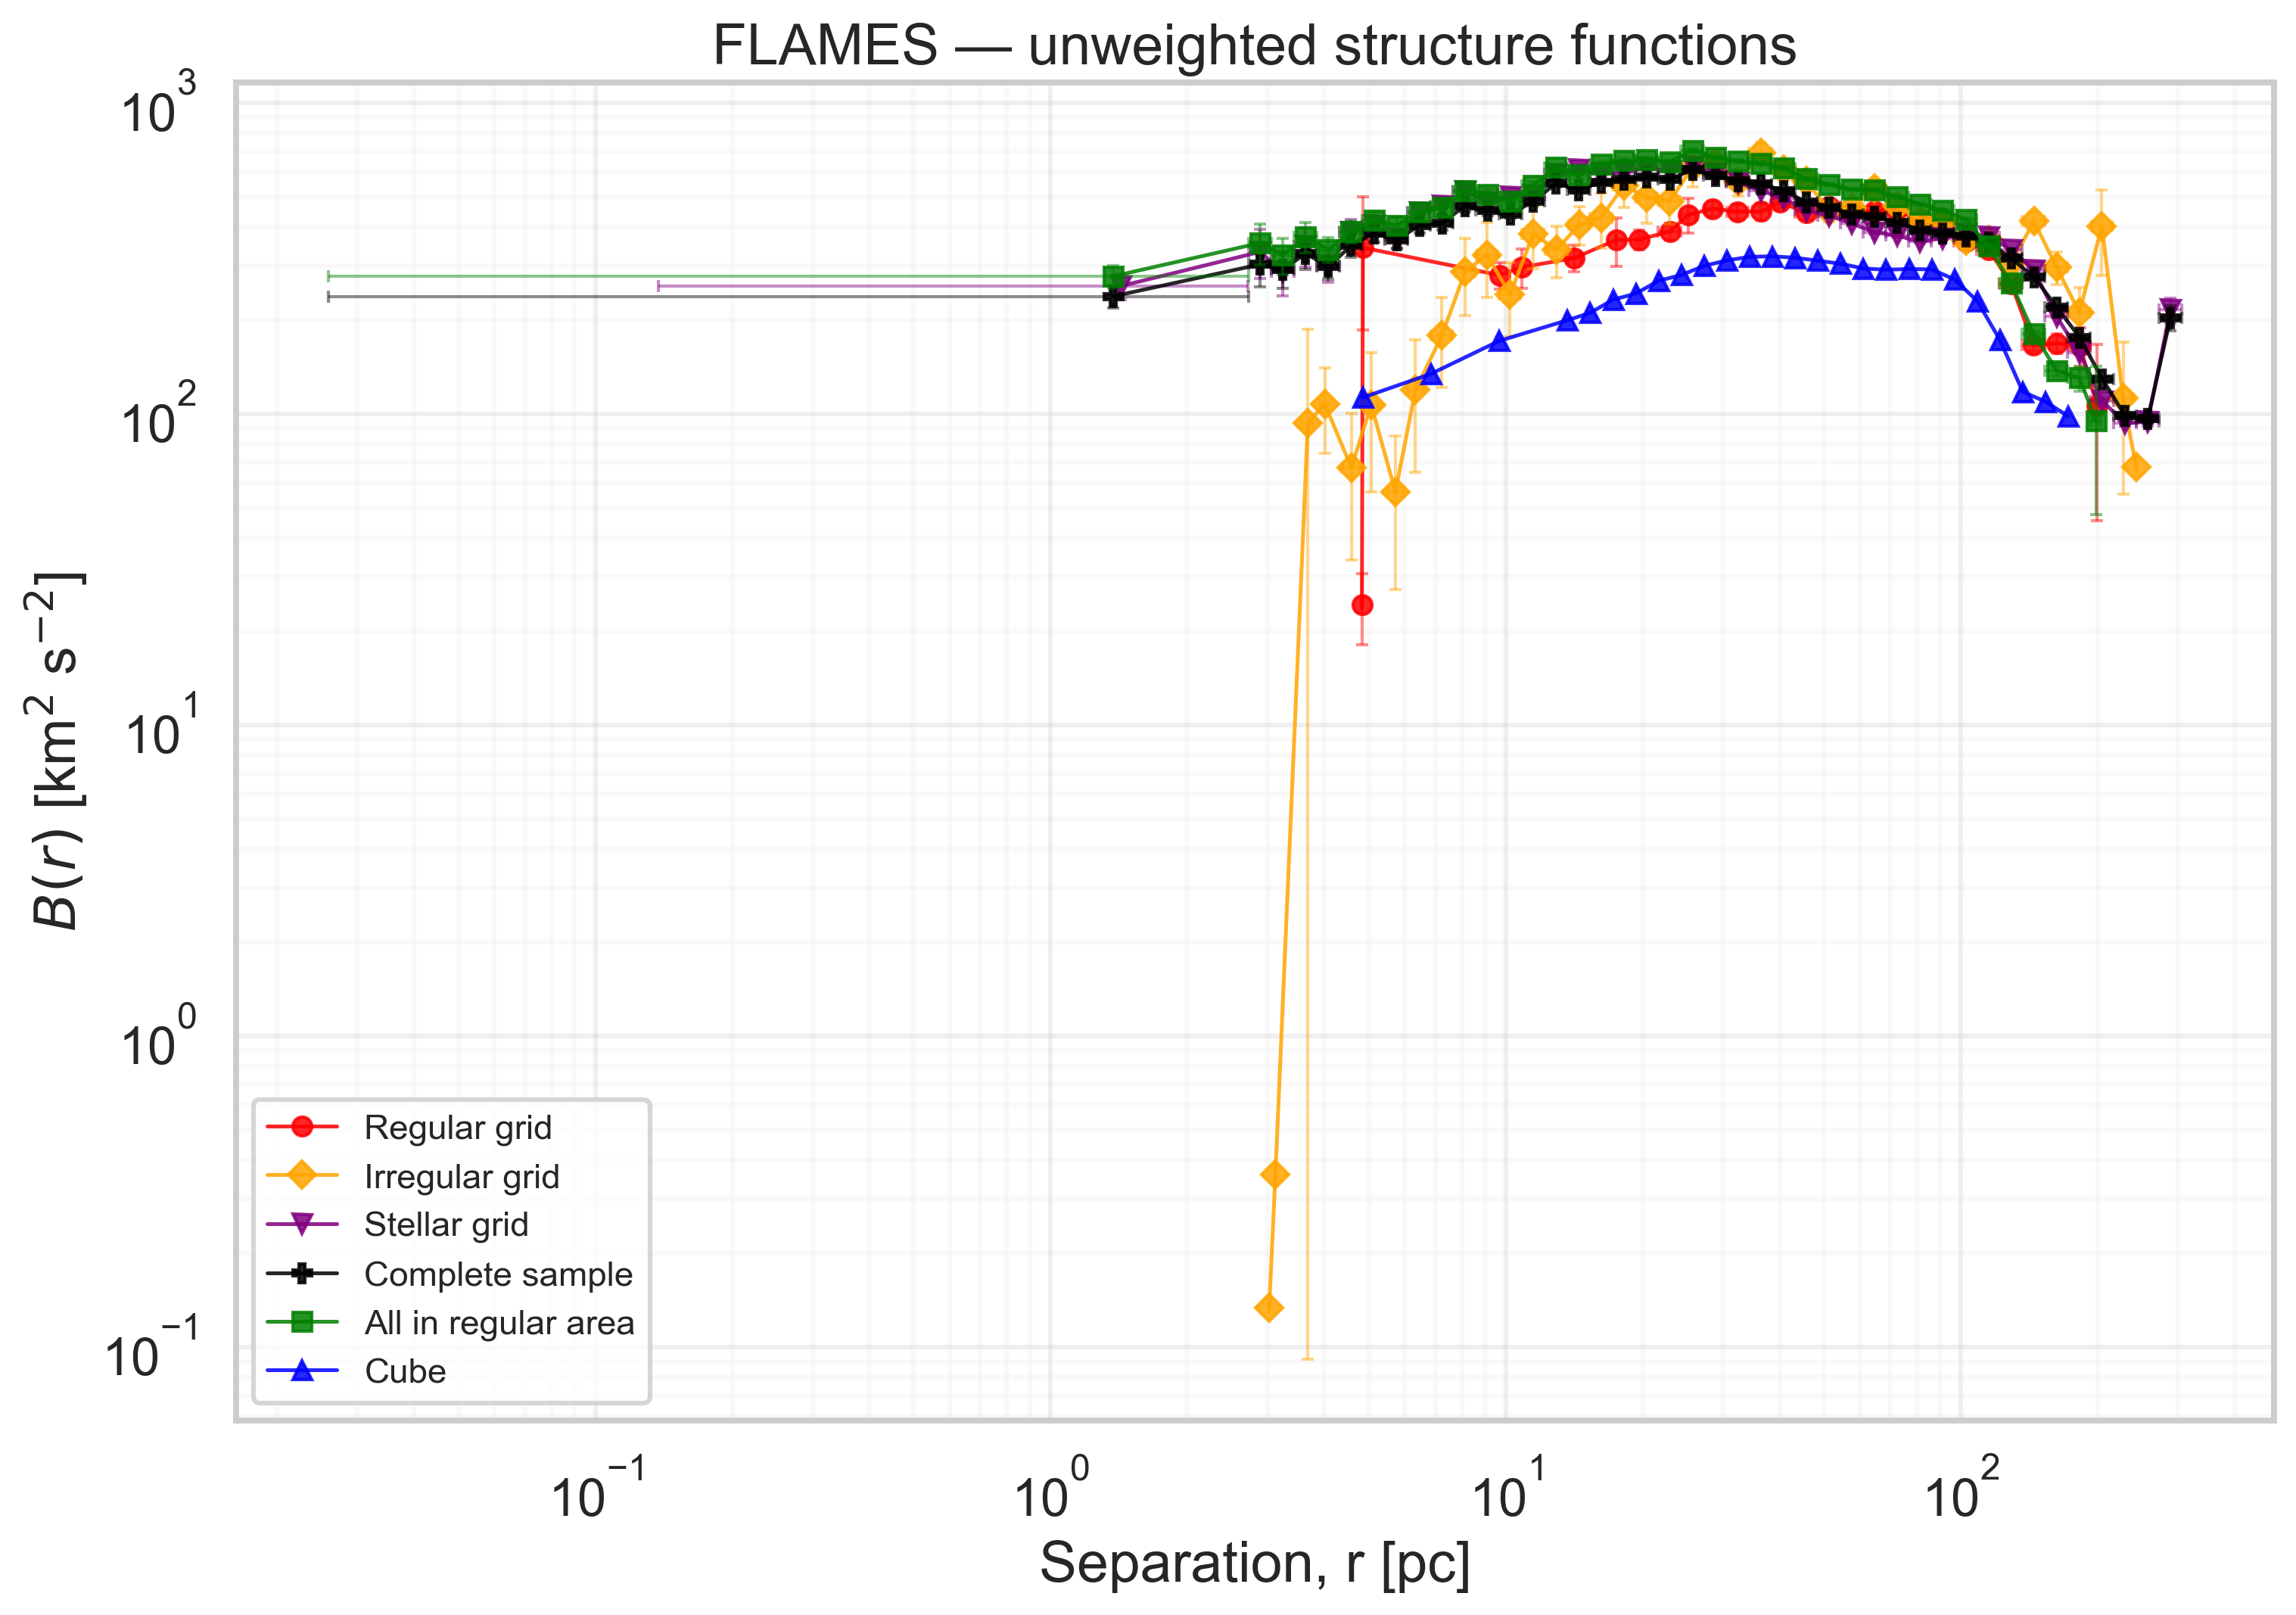 FLAMES — unweighted structure functions
B(r) [km² s⁻²]
10³
10²
10¹
10⁰
10⁻¹
Regular grid
Irregular grid
Stellar grid
Complete sample
All in regular area
Cube
10⁻¹ 10⁰ 10¹ 10²
Separation, r [pc]